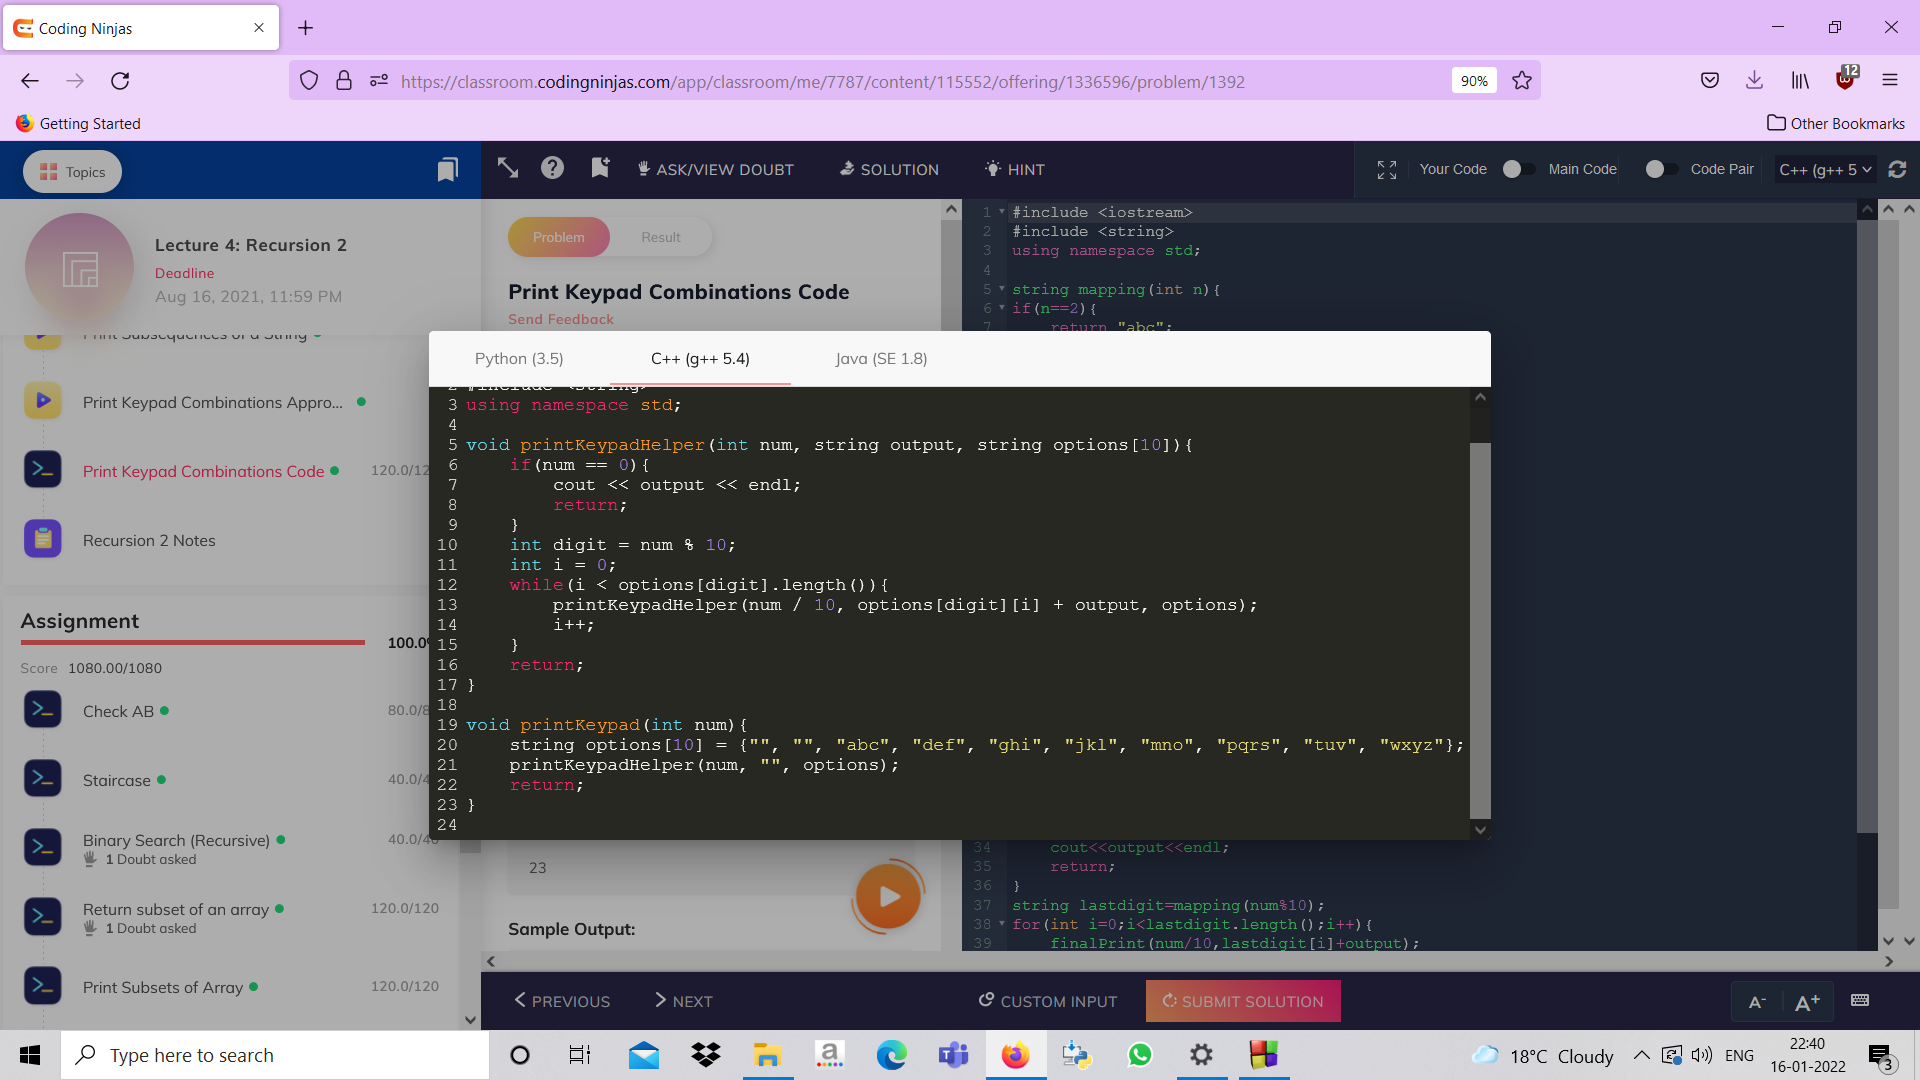 Coding Ninjas
https://classroom.codingninjas.com/app/classroom/me/7787/content/115552/offering/1336596/problem/1392
90%
12
Getting Started
Other Bookmarks
Topics
ASK/VIEW DOUBT
SOLUTION
HINT
Your Code
Main Code
Code Pair
C++ (g++ 5
Lecture 4: Recursion 2
Deadline
Aug 16, 2021, 11:59 PM
Print Subsequences of a String
Print Keypad Combinations Appro...
Print Keypad Combinations Code
120.0/12
Recursion 2 Notes
Assignment
100.0%
Score 1080.00/1080
Check AB
80.0/8
Staircase
40.0/4
Binary Search (Recursive)
40.0/40
1 Doubt asked
Return subset of an array
120.0/120
1 Doubt asked
Print Subsets of Array
120.0/120
Problem
Result
Print Keypad Combinations Code
Send Feedback
1 #include <iostream>
2 #include <string>
3 using namespace std;
4
5 string mapping(int n){
6 if(n==2){
7 return "abc";
Python (3.5)
C++ (g++ 5.4)
Java (SE 1.8)
2 #include <string>
3 using namespace std;
4
5 void printKeypadHelper(int num, string output, string options[10]){
6 if(num == 0){
7 cout << output << endl;
8 return;
9 }
10 int digit = num % 10;
11 int i = 0;
12 while(i < options[digit].length()){
13 printKeypadHelper(num / 10, options[digit][i] + output, options);
14 i++;
15 }
16 return;
17 }
18
19 void printKeypad(int num){
20 string options[10] = {"", "", "abc", "def", "ghi", "jkl", "mno", "pqrs", "tuv", "wxyz"};
21 printKeypadHelper(num, "", options);
22 return;
23 }
24
23
Sample Output:
34 cout<<output<<endl;
35 return;
36 }
37 string lastdigit=mapping(num%10);
38 for(int i=0;i<lastdigit.length();i++){
39 finalPrint(num/10,lastdigit[i]+output);
PREVIOUS
NEXT
CUSTOM INPUT
SUBMIT SOLUTION
A-
A+
Type here to search
18°C Cloudy
ENG
22:40
16-01-2022
3